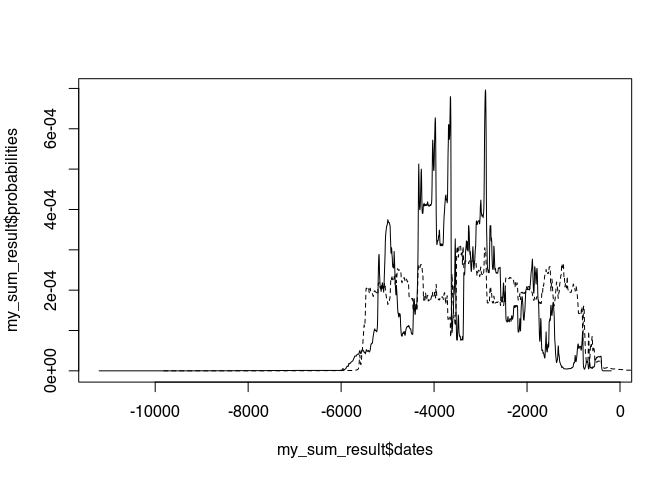 my_sum_result$probabilities
6e-04
4e-04
2e-04
0e+00
-10000 -8000 -6000 -4000 -2000 0
my_sum_result$dates